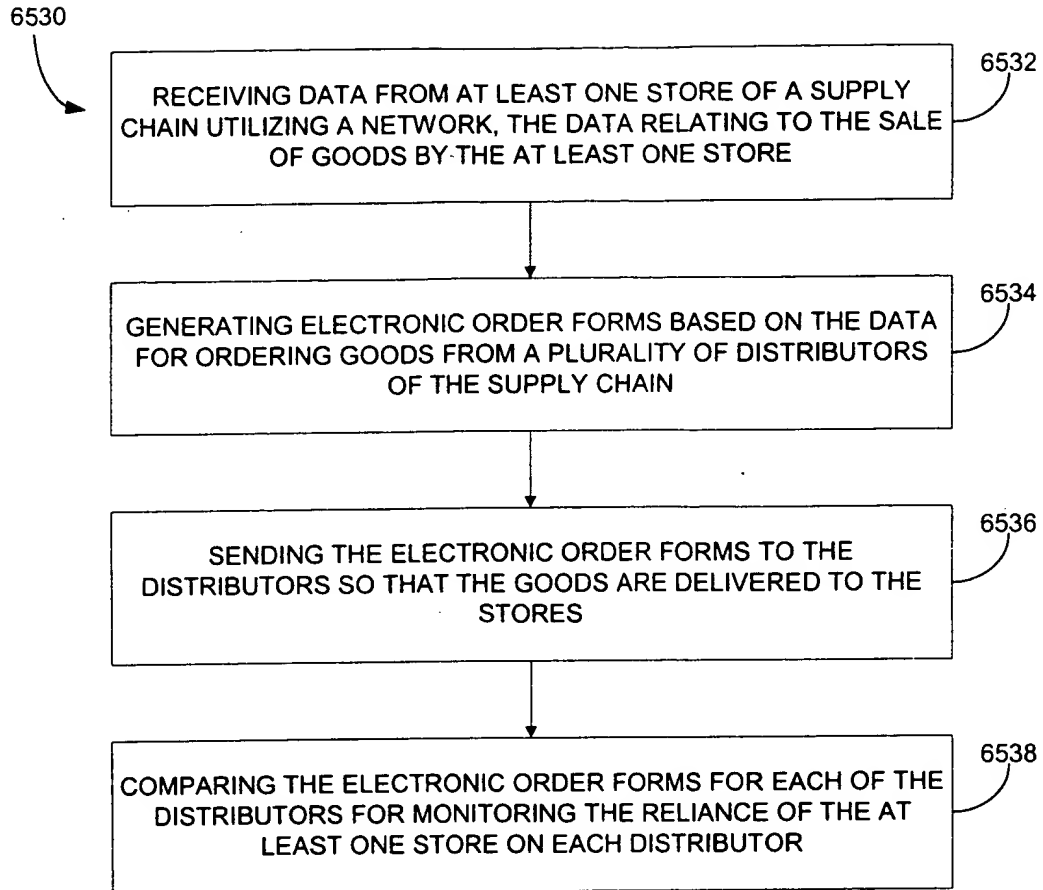 6530
RECEIVING DATA FROM AT LEAST ONE STORE OF A SUPPLY
CHAIN UTILIZING A NETWORK, THE DATA RELATING TO THE SALE
OF GOODS BY THE AT LEAST ONE STORE
6532
GENERATING ELECTRONIC ORDER FORMS BASED ON THE DATA
FOR ORDERING GOODS FROM A PLURALITY OF DISTRIBUTORS
OF THE SUPPLY CHAIN
6534
SENDING THE ELECTRONIC ORDER FORMS TO THE
DISTRIBUTORS SO THAT THE GOODS ARE DELIVERED TO THE
STORES
6536
COMPARING THE ELECTRONIC ORDER FORMS FOR EACH OF THE
DISTRIBUTORS FOR MONITORING THE RELIANCE OF THE AT
LEAST ONE STORE ON EACH DISTRIBUTOR
6538